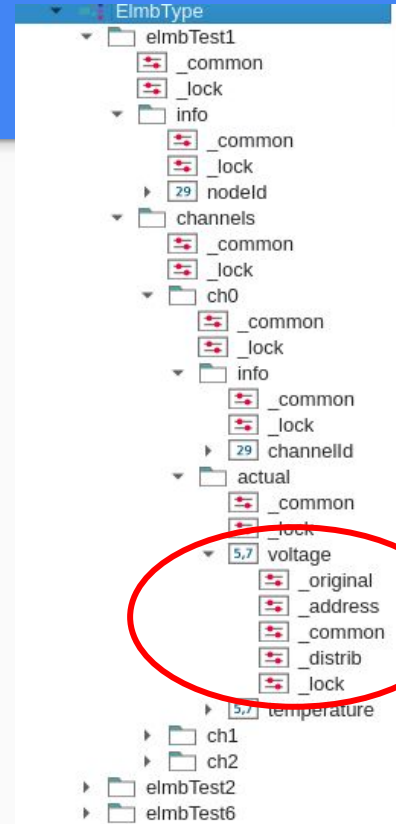 ElmbType
elmbTest1
_common
_lock
info
_common
_lock
29 nodeId
channels
_common
_lock
ch0
_common
_lock
info
_common
_lock
29 channelId
actual
_common
_lock
5,7 voltage
_original
_address
_common
_distrib
_lock
5,7 temperature
ch1
ch2
elmbTest2
elmbTest6